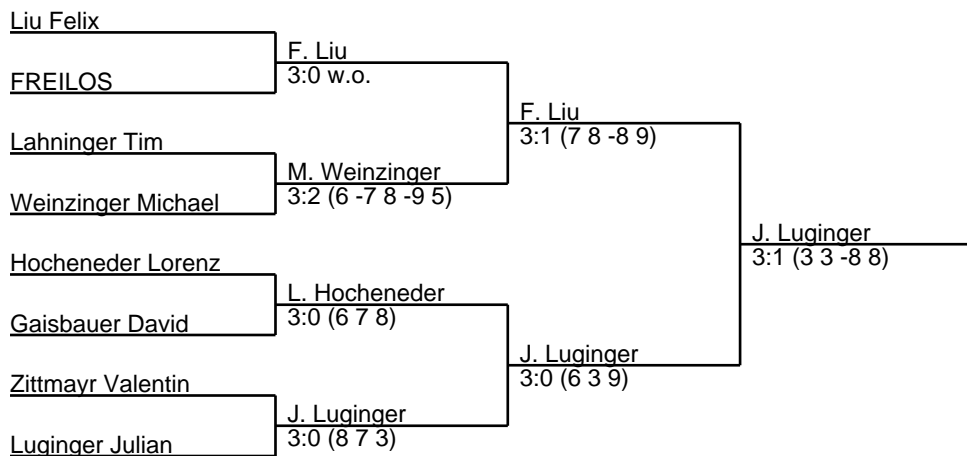 Liu Felix
F. Liu
3:0 w.o.
FREILOS
F. Liu
3:1 (7 8 -8 9)
Lahninger Tim
M. Weinzinger
3:2 (6 -7 8 -9 5)
Weinzinger Michael
J. Luginger
3:1 (3 3 -8 8)
Hocheneder Lorenz
L. Hocheneder
3:0 (6 7 8)
Gaisbauer David
J. Luginger
3:0 (6 3 9)
Zittmayr Valentin
J. Luginger
3:0 (8 7 3)
Luginger Julian